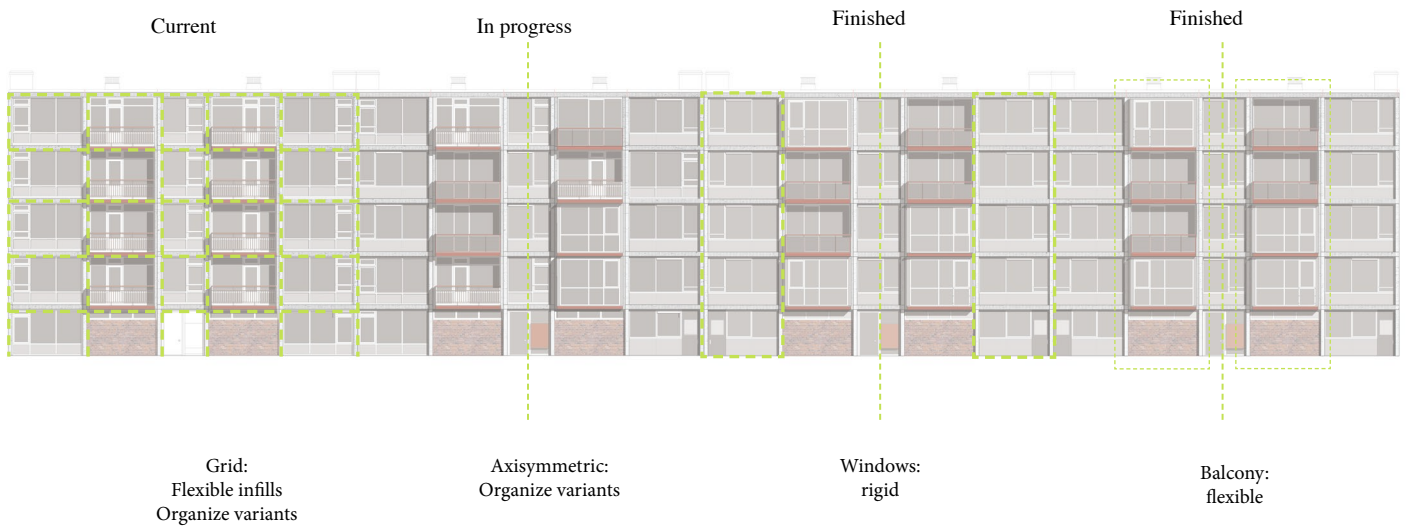 Current
In progress
Finished
Finished
Grid:
Flexible infills
Organize variants
Axisymmetric:
Organize variants
Windows:
rigid
Balcony:
flexible